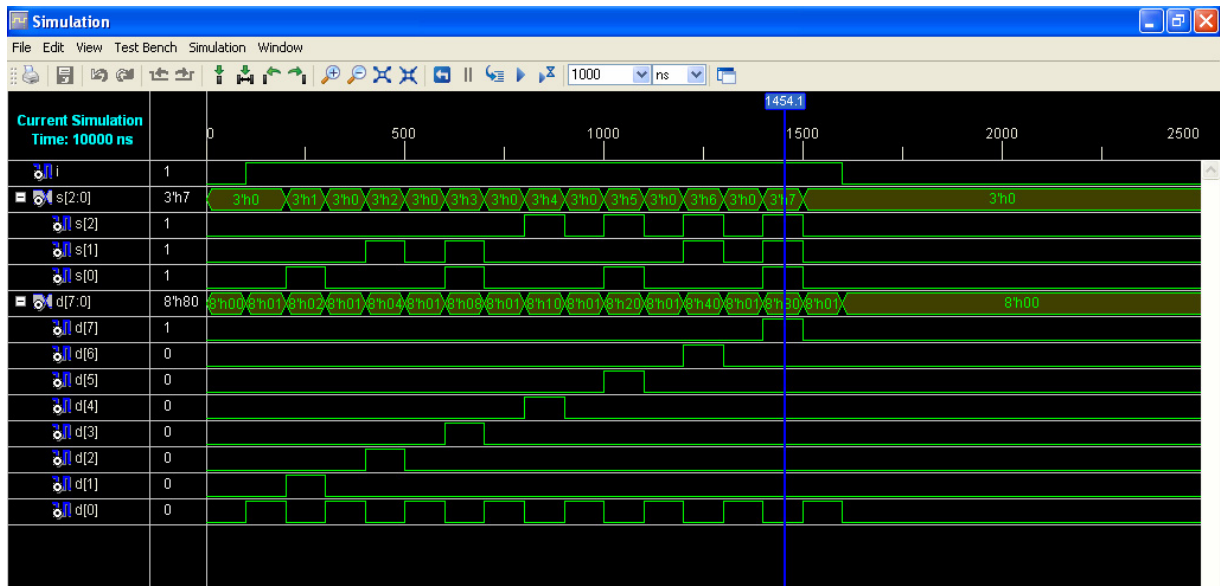 Simulation
File Edit View Test Bench Simulation Window
1000 ns
1454.1
Current Simulation
Time: 10000 ns
0 500 1000 1500 2000 2500
i 1
s[2:0] 3'h7 3'h0 3'h1 3'h0 3'h2 3'h0 3'h3 3'h0 3'h4 3'h0 3'h5 3'h0 3'h6 3'h0 3'h7 3'h0
s[2] 1
s[1] 1
s[0] 1
d[7:0] 8'h80 8'h00 8'h01 8'h02 8'h01 8'h04 8'h01 8'h08 8'h01 8'h10 8'h01 8'h20 8'h01 8'h40 8'h01 8'h80 8'h01 8'h00
d[7] 1
d[6] 0
d[5] 0
d[4] 0
d[3] 0
d[2] 0
d[1] 0
d[0] 0